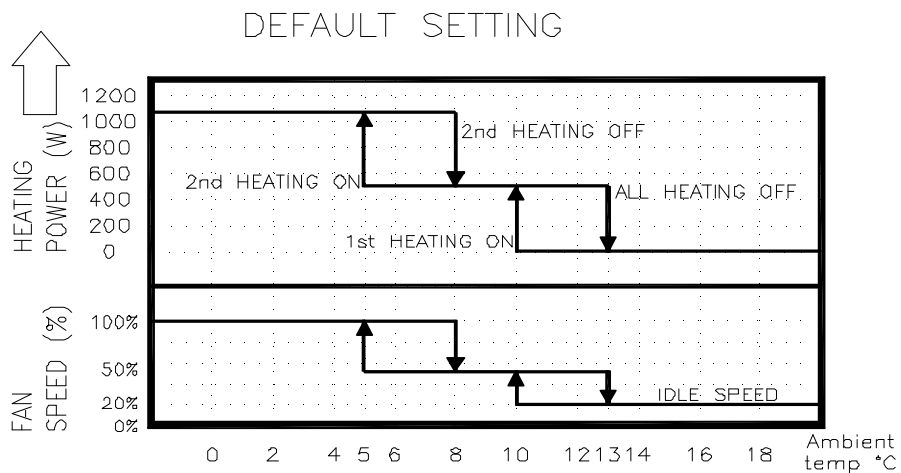 DEFAULT SETTING
HEATING
POWER (W)
1200
1000
800
600
400
200
0
2nd HEATING OFF
2nd HEATING ON
ALL HEATING OFF
1st HEATING ON
FAN
SPEED (%)
100%
50%
20%
0%
IDLE SPEED
0 2 4 5 6 8 10 12 13 14 16 18
Ambient
temp °C